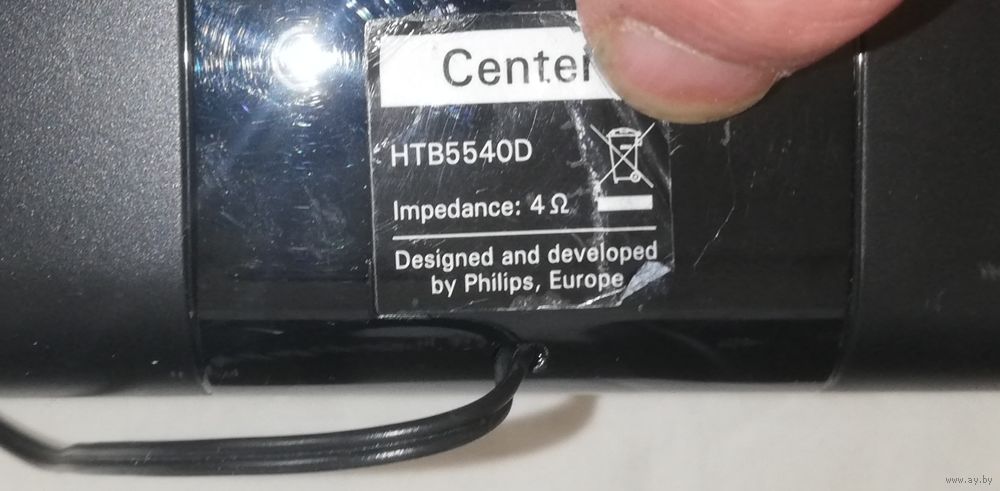 Center
HTB5540D
Impedance: 4 Ω
Designed and developed
by Philips, Europe
www.ay.by